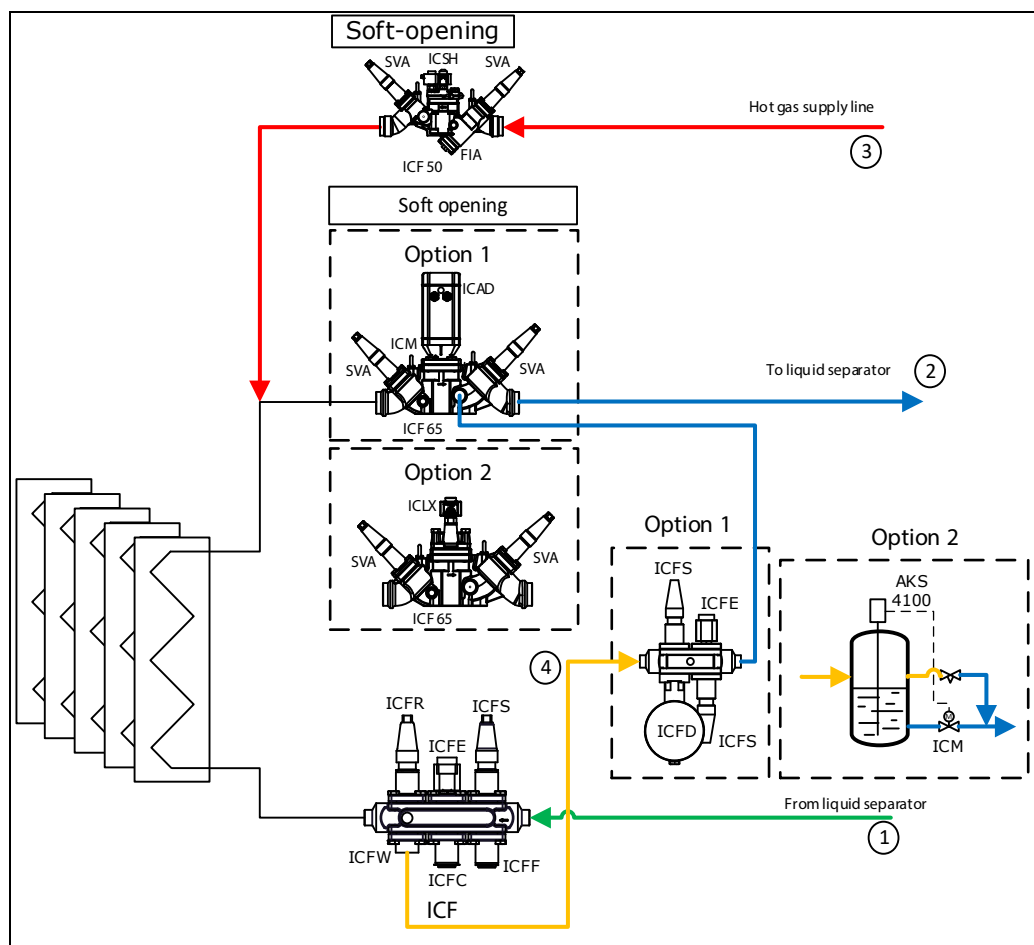 Soft-opening
SVA
ICSH
SVA
FIA
ICF 50
Hot gas supply line
3
Soft opening
Option 1
ICAD
ICM
SVA
SVA
ICF 65
To liquid separator
2
Option 2
ICLX
SVA
SVA
ICF 65
Option 1
ICFS
ICFE
ICFD
ICFS
Option 2
AKS
4100
M
ICM
4
ICFR
ICFS
ICFE
ICFW
ICFC
ICFF
ICF
From liquid separator
1